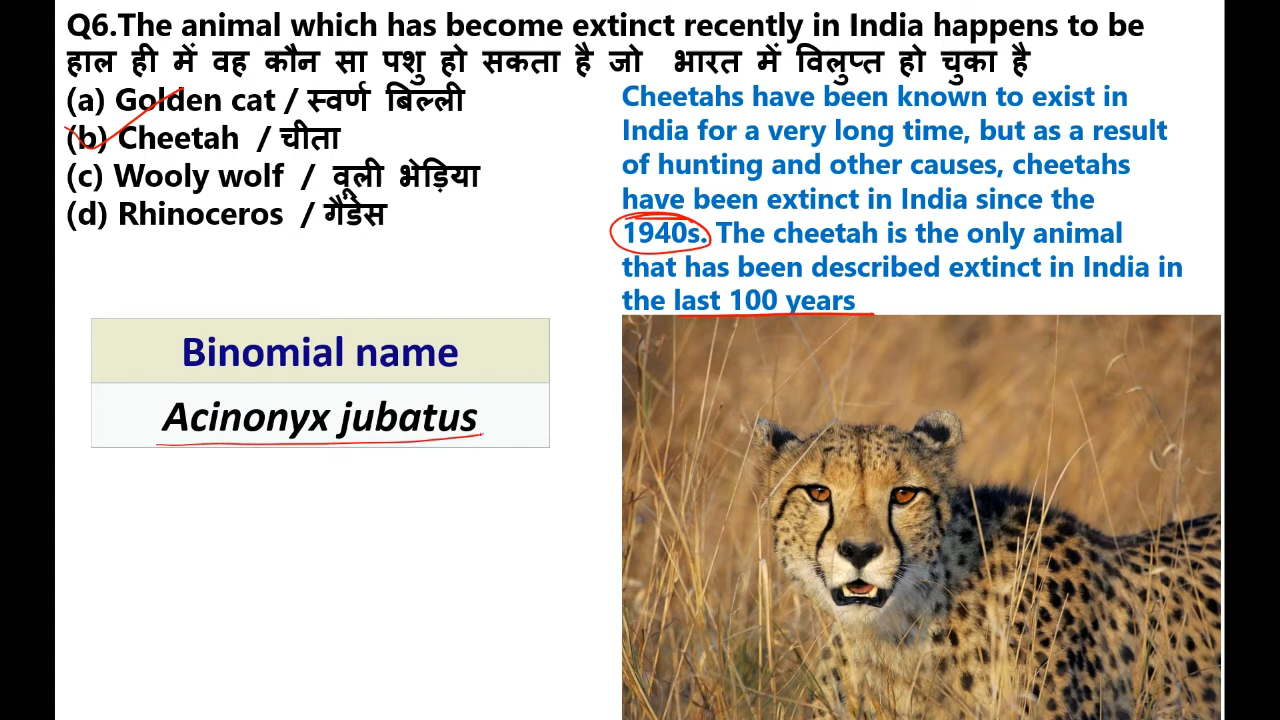 Q6.The animal which has become extinct recently in India happens to be
हाल ही में वह कौन सा पशु हो सकता है जो भारत में विलुप्त हो चुका है
(a) Golden cat / स्वर्ण बिल्ली
(b) Cheetah / चीता
(c) Wooly wolf / वूली भेड़िया
(d) Rhinoceros / गैंडेस
Cheetahs have been known to exist in
India for a very long time, but as a result
of hunting and other causes, cheetahs
have been extinct in India since the
1940s. The cheetah is the only animal
that has been described extinct in India in
the last 100 years
Binomial name
Acinonyx jubatus